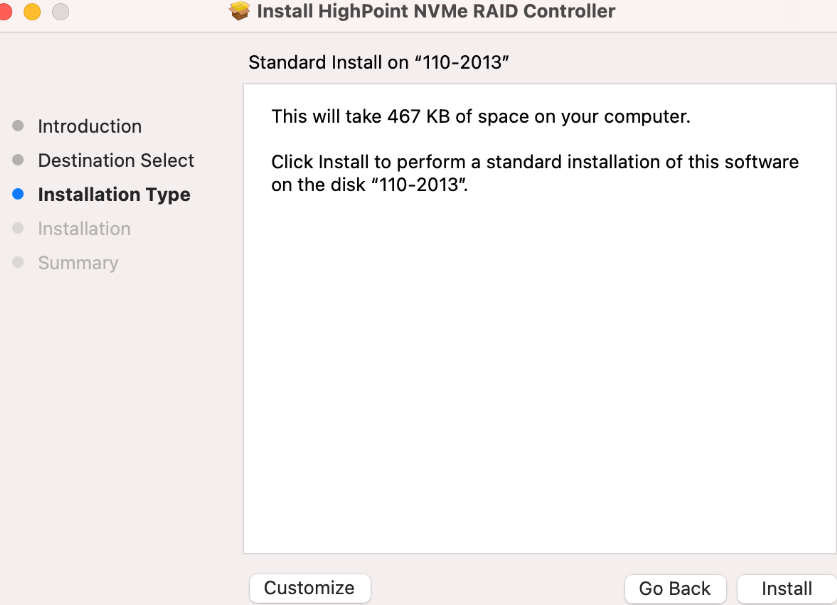 Install HighPoint NVMe RAID Controller
Standard Install on “110-2013”
Introduction
Destination Select
Installation Type
Installation
Summary
This will take 467 KB of space on your computer.
Click Install to perform a standard installation of this software
on the disk “110-2013”.
Customize
Go Back
Install